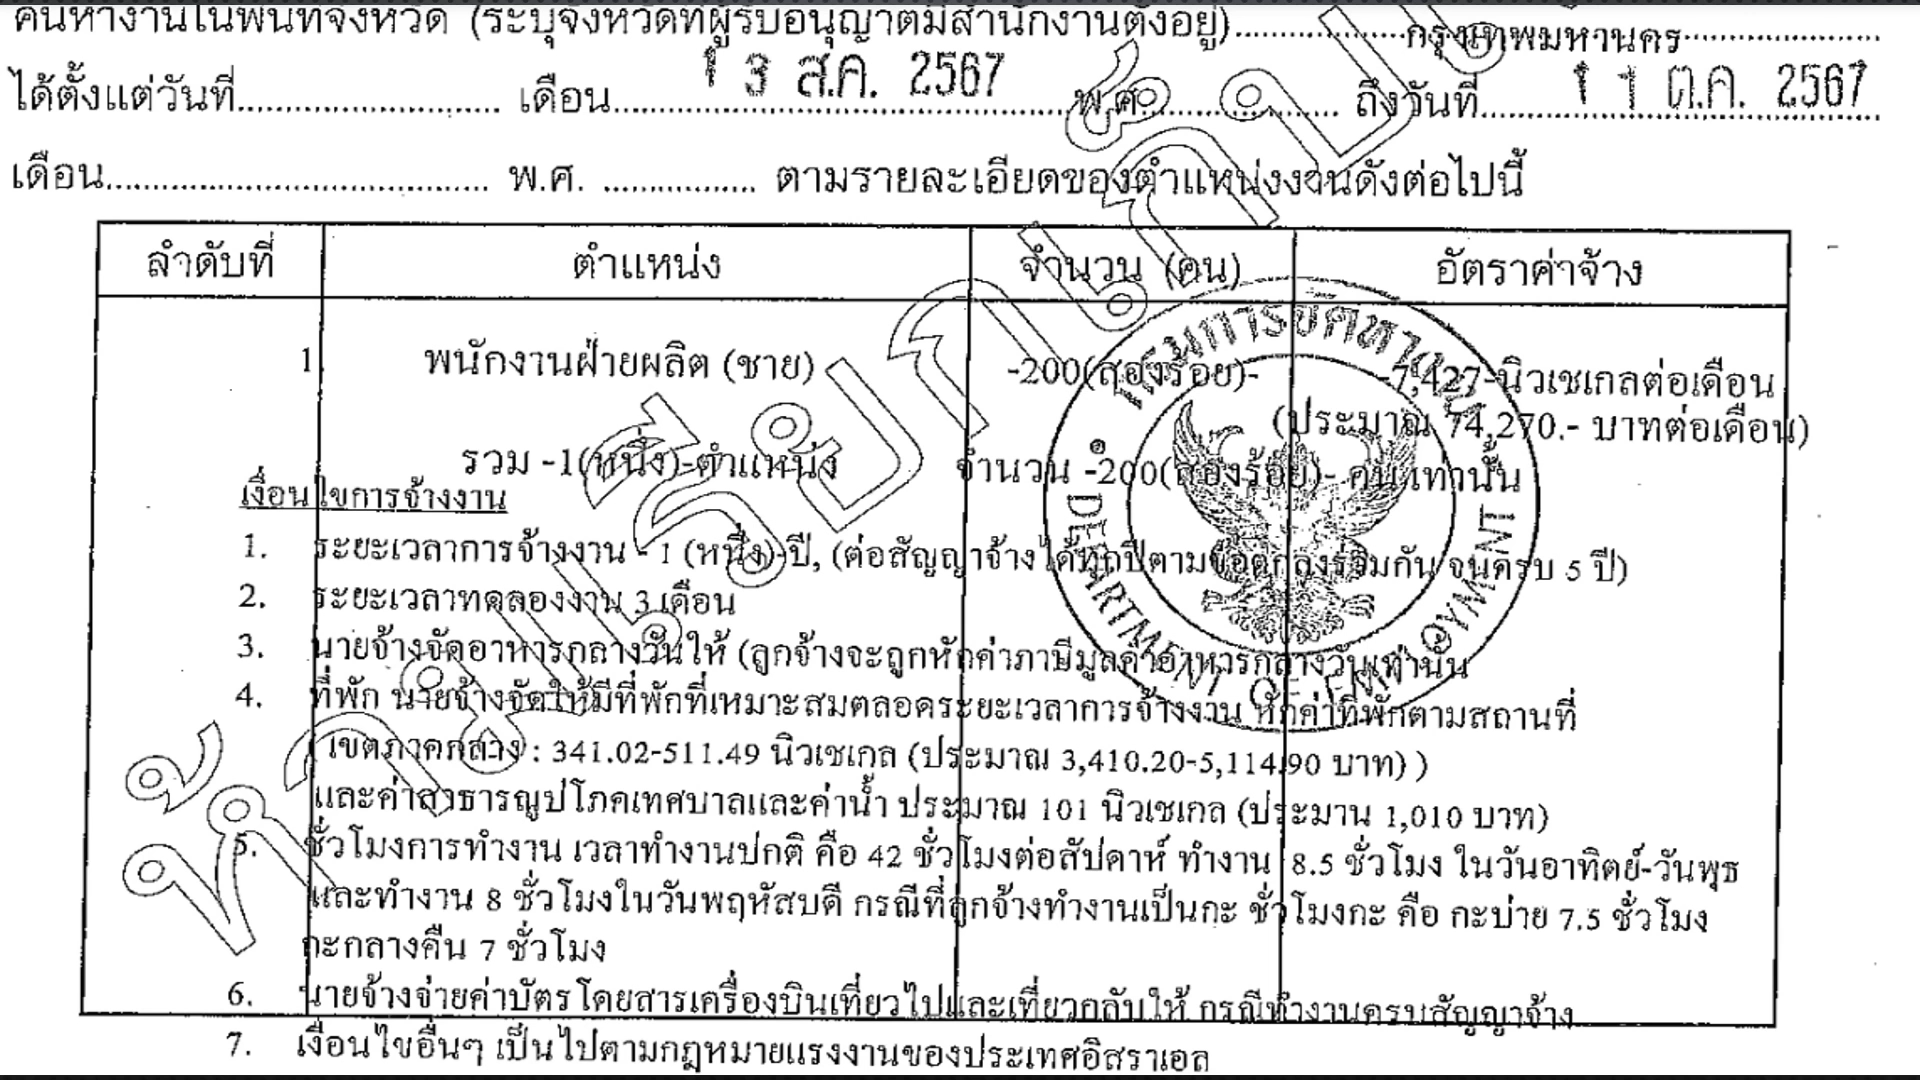 ค้นหางานในพื้นที่จังหวัด (ระบุจังหวัดที่ผู้รับอนุญาตมีสำนักงานตั้งอยู่)..................กรุงเทพมหานคร....................
ได้ตั้งแต่วันที่.......................... เดือน 13 ส.ค. 2567 พ.ศ.................... ถึงวันที่ 11 ต.ค. 2567
เดือน...................................... พ.ศ. ............... ตามรายละเอียดของตำแหน่งงานดังต่อไปนี้
ลำดับที่ ตำแหน่ง จำนวน (คน) อัตราค่าจ้าง
1 พนักงานฝ่ายผลิต (ชาย) -200(สองร้อย)- -7,427-นิวเชเกลต่อเดือน
(ประมาณ 74,270.- บาทต่อเดือน)
รวม -1(หนึ่ง)-ตำแหน่ง จำนวน -200(สองร้อย)- คนเท่านั้น
เงื่อนไขการจ้างงาน
1. ระยะเวลาการจ้างงาน - 1 (หนึ่ง)-ปี, (ต่อสัญญาจ้างได้ทุกปีตามข้อตกลงร่วมกัน จนครบ 5 ปี)
2. ระยะเวลาทดลองงาน 3 เดือน
3. นายจ้างจัดอาหารกลางวันให้ (ลูกจ้างจะถูกหักค่าภาษีมูลค่าอาหารกลางวันเท่านั้น
4. ที่พัก นายจ้างจัดให้มีที่พักที่เหมาะสมตลอดระยะเวลาการจ้างงาน หักค่าที่พักตามสถานที่
( เขตภาคกลาง : 341.02-511.49 นิวเชเกล (ประมาณ 3,410.20-5,114.90 บาท) )
และค่าสาธารณูปโภคเทศบาลและค่าน้ำ ประมาณ 101 นิวเชเกล (ประมาน 1,010 บาท)
5. ชั่วโมงการทำงาน เวลาทำงานปกติ คือ 42 ชั่วโมงต่อสัปดาห์ ทำงาน 8.5 ชั่วโมง ในวันอาทิตย์-วันพุธ
และทำงาน 8 ชั่วโมงในวันพฤหัสบดี กรณีที่ลูกจ้างทำงานเป็นกะ ชั่วโมงกะ คือ กะบ่าย 7.5 ชั่วโมง
กะกลางคืน 7 ชั่วโมง
6. นายจ้างจ่ายค่าบัตรโดยสารเครื่องบินเที่ยวไปและเที่ยวกลับให้ กรณีทำงานครบสัญญาจ้าง
7. เงื่อนไขอื่นๆ เป็นไปตามกฎหมายแรงงานของประเทศอิสราเอล
กรมการจัดหางาน
DEPARTMENT OF EMPLOYMENT